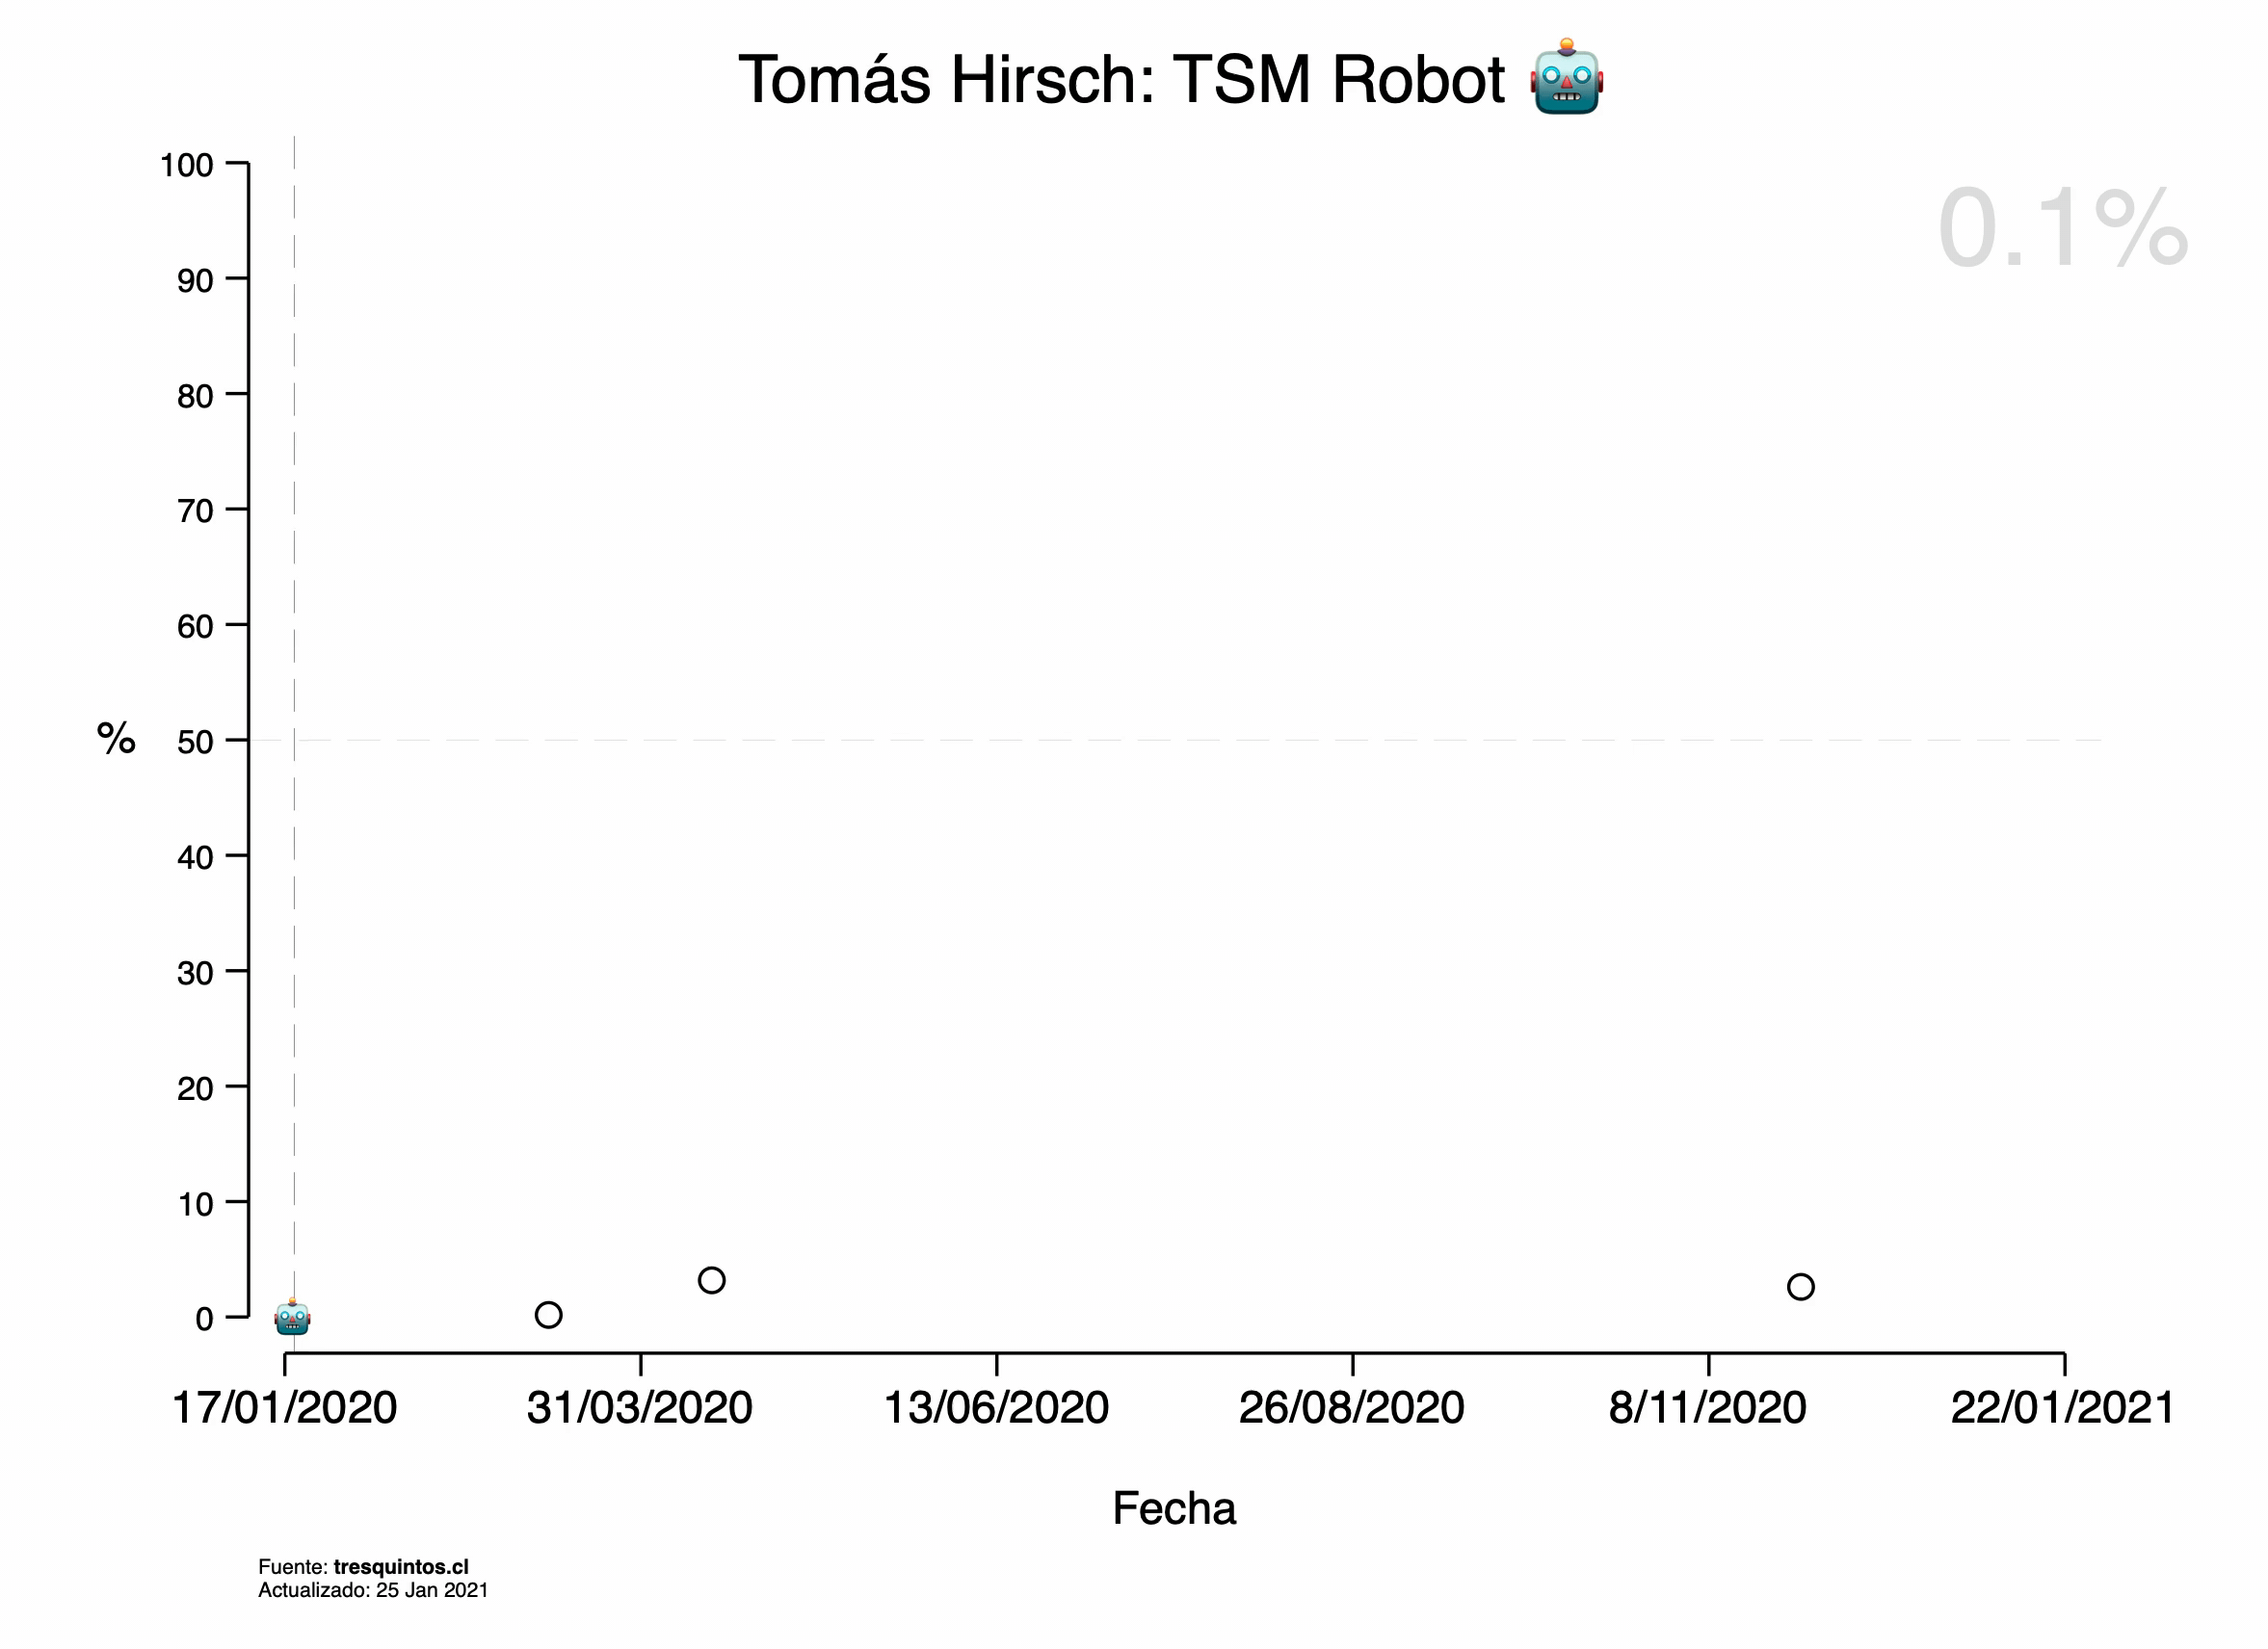 Tomás Hirsch: TSM Robot 🤖
0.1%
100
90
80
70
60
50
40
30
20
10
0
%
17/01/2020 31/03/2020 13/06/2020 26/08/2020 8/11/2020 22/01/2021
Fecha
Fuente: tresquintos.cl
Actualizado: 25 Jan 2021